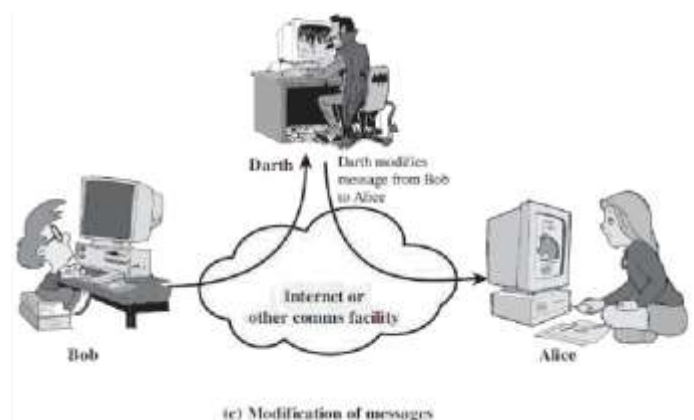 Darth
Darth modifies
message from Bob
to Alice
Internet or
other comms facility
Bob
Alice
(c) Modification of messages